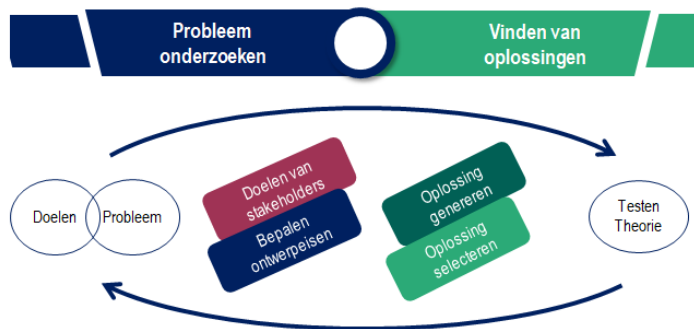 Probleem
onderzoeken
Vinden van
oplossingen
Doelen
Probleem
Doelen van
stakeholders
Bepalen
ontwerpeisen
Oplossing
genereren
Oplossing
selecteren
Testen
Theorie